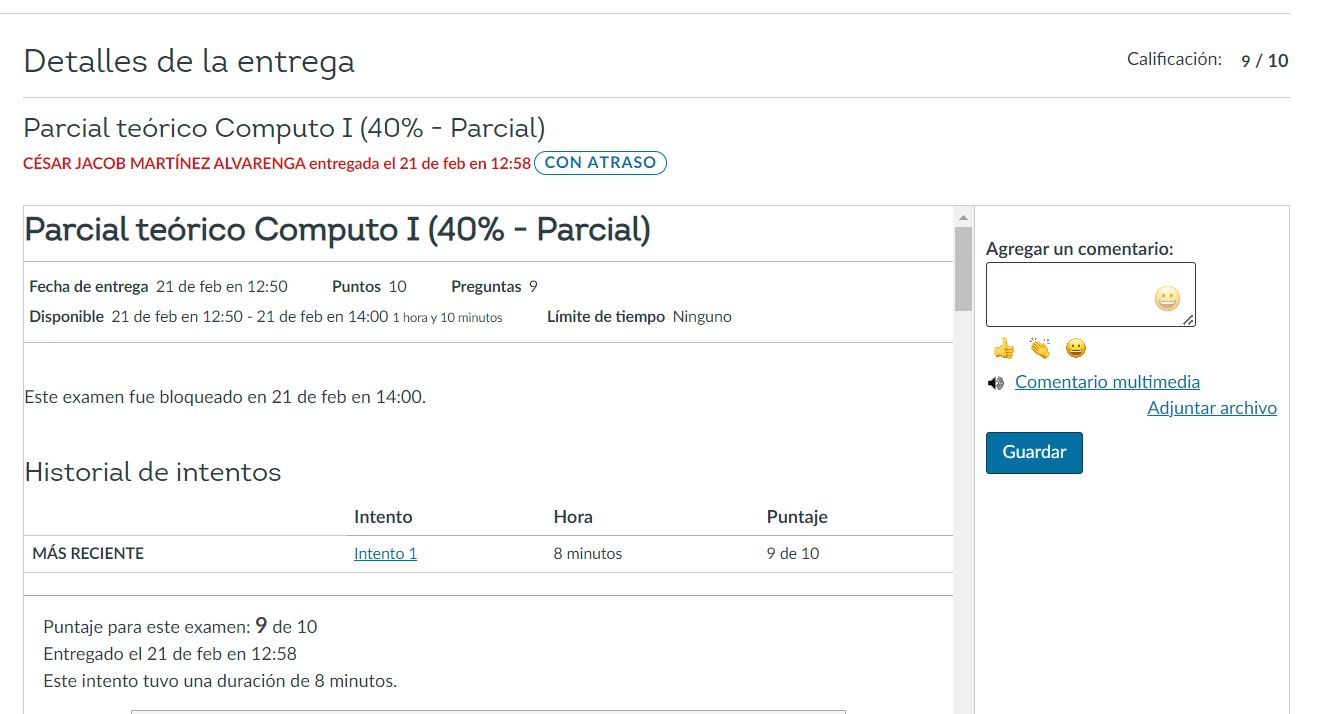 Detalles de la entrega
Calificación: 9 / 10
Parcial teórico Computo I (40% - Parcial)
CÉSAR JACOB MARTÍNEZ ALVARENGA entregada el 21 de feb en 12:58 CON ATRASO
Parcial teórico Computo I (40% - Parcial)
Fecha de entrega 21 de feb en 12:50 Puntos 10 Preguntas 9
Disponible 21 de feb en 12:50 - 21 de feb en 14:00 1 hora y 10 minutos Límite de tiempo Ninguno
Este examen fue bloqueado en 21 de feb en 14:00.
Historial de intentos
Intento Hora Puntaje
MÁS RECIENTE Intento 1 8 minutos 9 de 10
Puntaje para este examen: 9 de 10
Entregado el 21 de feb en 12:58
Este intento tuvo una duración de 8 minutos.
Agregar un comentario:
Comentario multimedia
Adjuntar archivo
Guardar